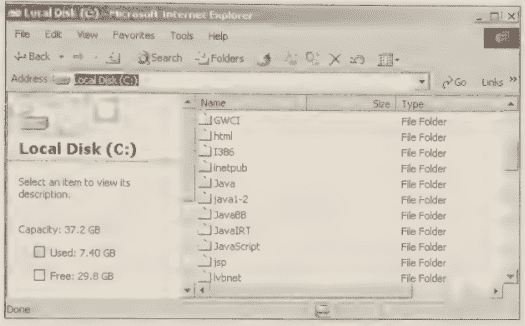 Local Disk (C:) - Microsoft Internet Explorer
File Edit View Favorites Tools Help
Back Search Folders
Address Local Disk (C:) Go Links »
Name Size Type
GWCI File Folder
html File Folder
I386 File Folder
Inetpub File Folder
Java File Folder
java1-2 File Folder
JavaBB File Folder
JavaIRT File Folder
JavaScript File Folder
jsp File Folder
lvbnet File Folder
Local Disk (C:)
Select an item to view its
description.
Capacity: 37.2 GB
Used: 7.40 GB
Free: 29.8 GB
Done